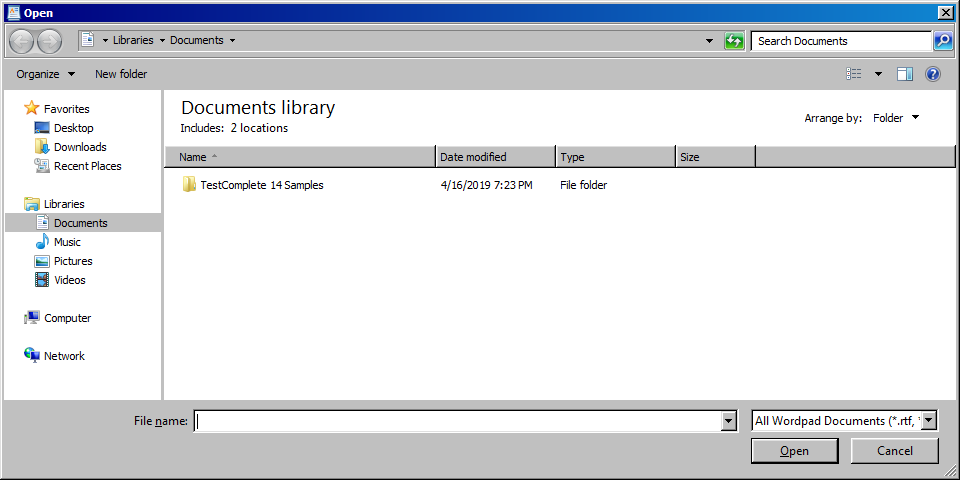 Open
Libraries Documents Search Documents
Organize New folder
Favorites
Desktop
Downloads
Recent Places
Libraries
Documents
Music
Pictures
Videos
Computer
Network
Documents library
Includes: 2 locations
Arrange by: Folder
Name Date modified Type Size
TestComplete 14 Samples 4/16/2019 7:23 PM File folder
File name: All Wordpad Documents (*.rtf, *
Open Cancel